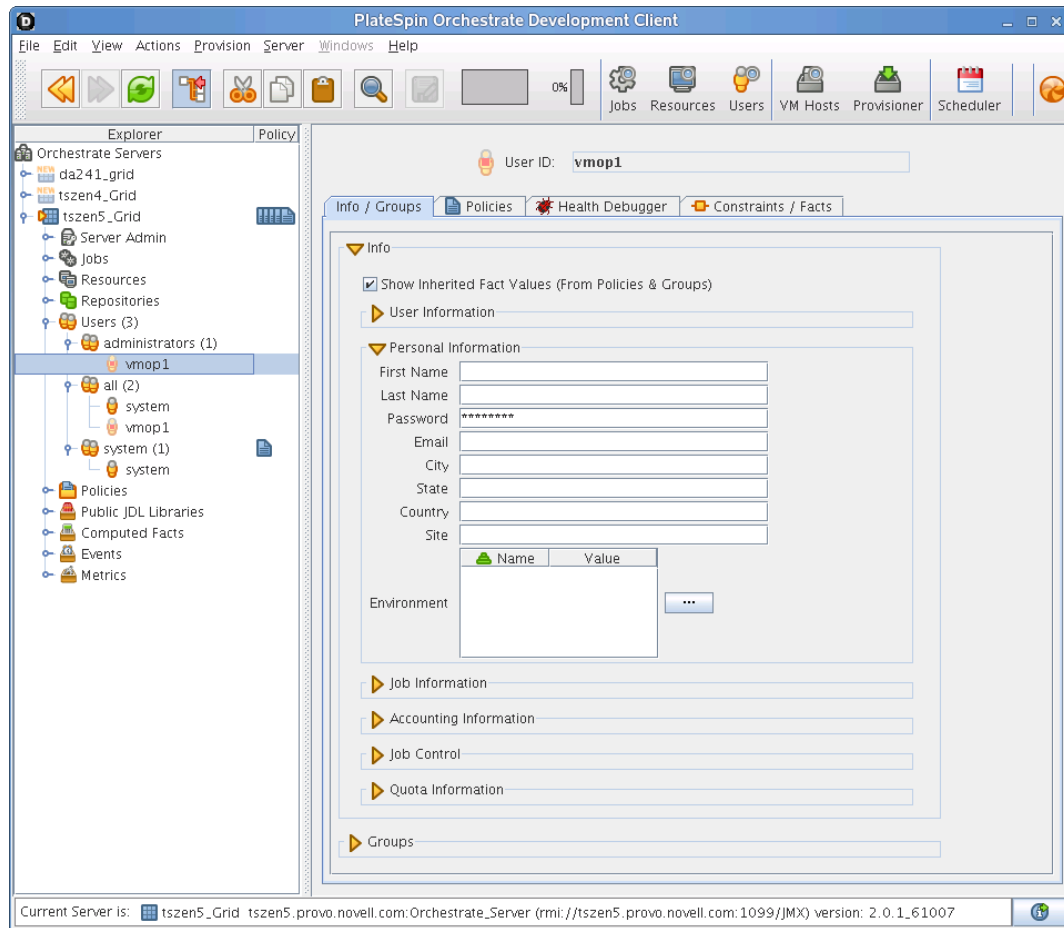 PlateSpin Orchestrate Development Client
File Edit View Actions Provision Server Windows Help
0%
Jobs Resources Users VM Hosts Provisioner Scheduler
Explorer Policy
Orchestrate Servers
NEW da241_grid
NEW tszen4_Grid
tszen5_Grid
Server Admin
Jobs
Resources
Repositories
Users (3)
administrators (1)
vmop1
all (2)
system
vmop1
system (1)
system
Policies
Public JDL Libraries
Computed Facts
Events
Metrics
User ID: vmop1
Info / Groups Policies Health Debugger Constraints / Facts
Info
Show Inherited Fact Values (From Policies & Groups)
User Information
Personal Information
First Name
Last Name
Password ********
Email
City
State
Country
Site
Name Value
Environment ...
Job Information
Accounting Information
Job Control
Quota Information
Groups
Current Server is: tszen5_Grid tszen5.provo.novell.com:Orchestrate_Server (rmi://tszen5.provo.novell.com:1099/JMX) version: 2.0.1_61007